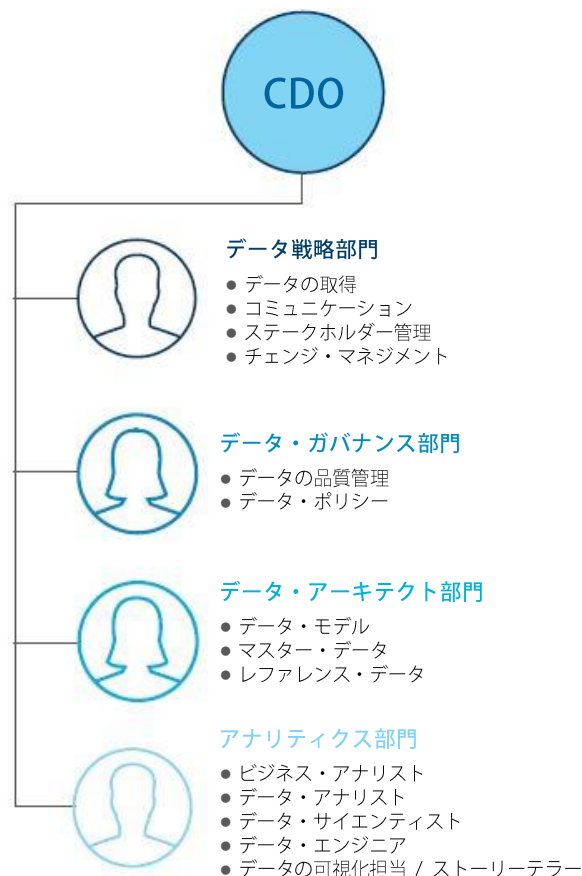 CDO
データ戦略部門
● データの取得
● コミュニケーション
● ステークホルダー管理
● チェンジ・マネジメント
データ・ガバナンス部門
● データの品質管理
● データ・ポリシー
データ・アーキテクト部門
● データ・モデル
● マスター・データ
● レファレンス・データ
アナリティクス部門
● ビジネス・アナリスト
● データ・アナリスト
● データ・サイエンティスト
● データ・エンジニア
● データの可視化担当 / ストーリーテラー